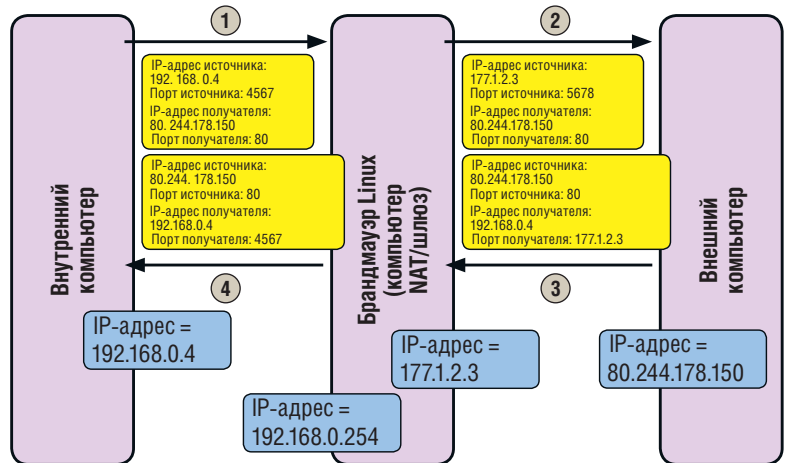 1
2
IP-адрес источника:
192. 168. 0.4
Порт источника: 4567
IP-адрес получателя:
80. 244.178.150
Порт получателя: 80
IP-адрес источника:
177.1.2.3
Порт источника: 5678
IP-адрес получателя:
80.244.178.150
Порт получателя: 80
IP-адрес источника:
80.244. 178.150
Порт источника: 80
IP-адрес получателя:
192.168.0.4
Порт получателя: 4567
IP-адрес источника:
80.244.178.150
Порт источника: 80
IP-адрес получателя:
192.168.0.4
Порт получателя: 177.1.2.3
4
3
Внутренний
компьютер
Брандмауэр Linux
(компьютер
NAT/шлюз)
Внешний
компьютер
IP-адрес =
192.168.0.4
IP-адрес =
177.1.2.3
IP-адрес =
80.244.178.150
IP-адрес =
192.168.0.254